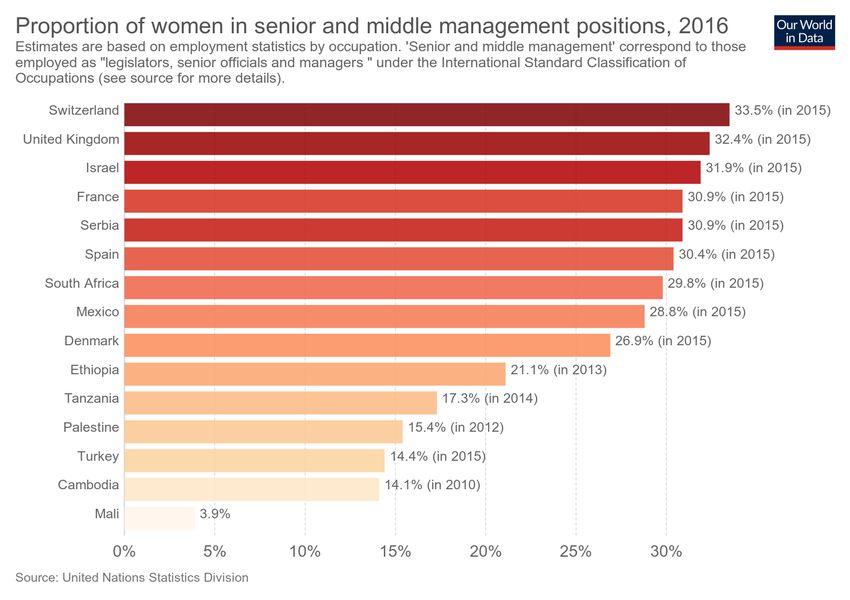 Proportion of women in senior and middle management positions, 2016
Our World
in Data
Estimates are based on employment statistics by occupation. 'Senior and middle management' correspond to those
employed as "legislators, senior officials and managers " under the International Standard Classification of
Occupations (see source for more details).
Switzerland 33.5% (in 2015)
United Kingdom 32.4% (in 2015)
Israel 31.9% (in 2015)
France 30.9% (in 2015)
Serbia 30.9% (in 2015)
Spain 30.4% (in 2015)
South Africa 29.8% (in 2015)
Mexico 28.8% (in 2015)
Denmark 26.9% (in 2015)
Ethiopia 21.1% (in 2013)
Tanzania 17.3% (in 2014)
Palestine 15.4% (in 2012)
Turkey 14.4% (in 2015)
Cambodia 14.1% (in 2010)
Mali 3.9%
0% 5% 10% 15% 20% 25% 30%
Source: United Nations Statistics Division